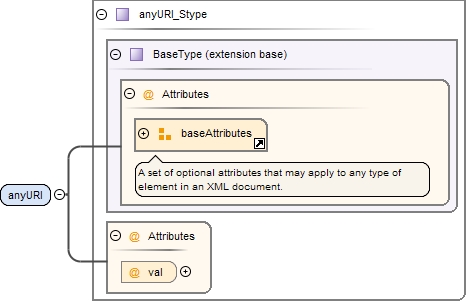 anyURI_Stype
BaseType (extension base)
@ Attributes
baseAttributes
A set of optional attributes that may apply to any type of
element in an XML document.
anyURI
@ Attributes
@ val